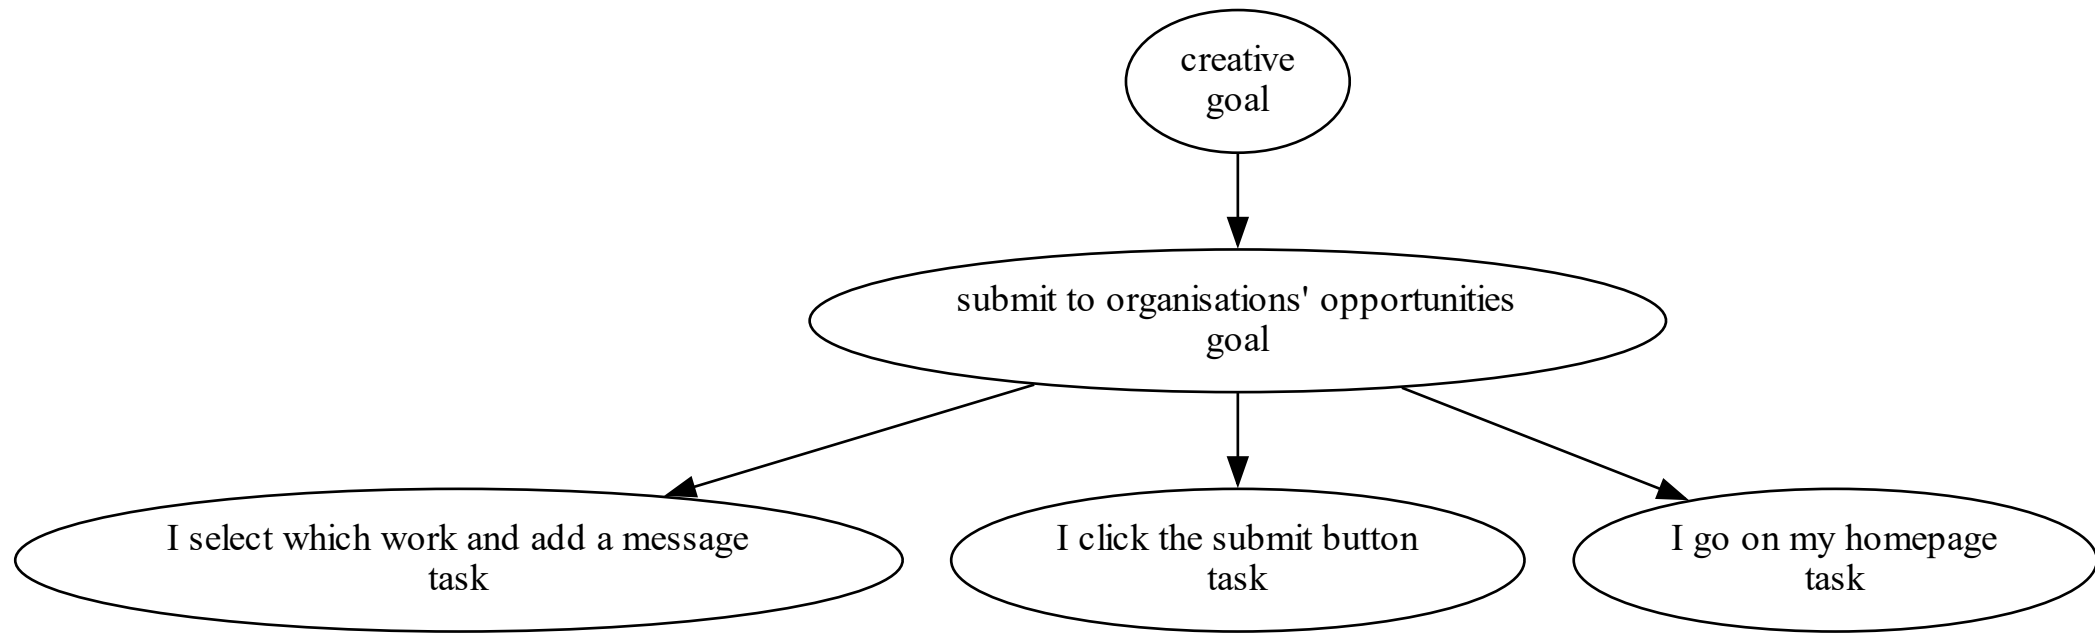 creative
goal
submit to organisations' opportunities
goal
I select which work and add a message
task
I click the submit button
task
I go on my homepage
task